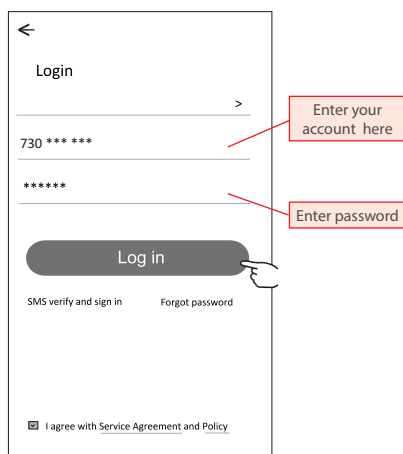 Login
>
Enter your
account here
730 *** ***
******
Enter password
Log in
SMS verify and sign in Forgot password
I agree with Service Agreement and Policy